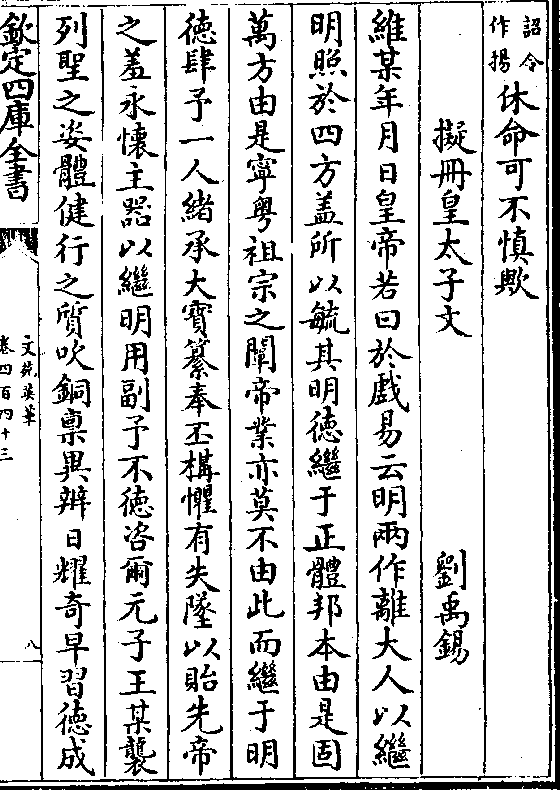 詔令作揚休命可不慎歟
擬冊皇太子文 劉禹錫
維某年月日皇帝若曰於戲易云明兩作離大人以繼
明照於四方盖所以毓其明徳繼于正體邦本由是固
萬方由是寧粤祖宗之闡帝業亦莫不由此而繼于明
徳肆予一人緒承大寳纂奉丕構懼有失墜以貽先帝
之羞永懷主器以繼明用副予不徳咨爾元子王某襲
列聖之姿體健行之質吹銅禀異辨日耀奇早習徳成
欽定四庫全書
文苑英華
卷四百四十三
八